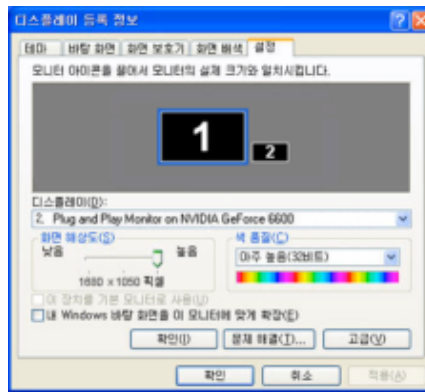 디스플레이 등록 정보
테마 바탕 화면 화면 보호기 화면 배색 설정
모니터 아이콘을 끌어서 모니터의 실제 크기와 일치시킵니다.
1
2
디스플레이(D):
2. Plug and Play Monitor on NVIDIA GeForce 6600
화면 해상도(S)
낮음 높음
1680 x 1050 픽셀
색 품질(C)
아주 높음(32비트)
이 장치를 기본 모니터로 사용(U)
내 Windows 바탕 화면을 이 모니터에 맞게 확장(E)
확인(I) 문제 해결(T)... 고급(V)
확인 취소 적용(A)